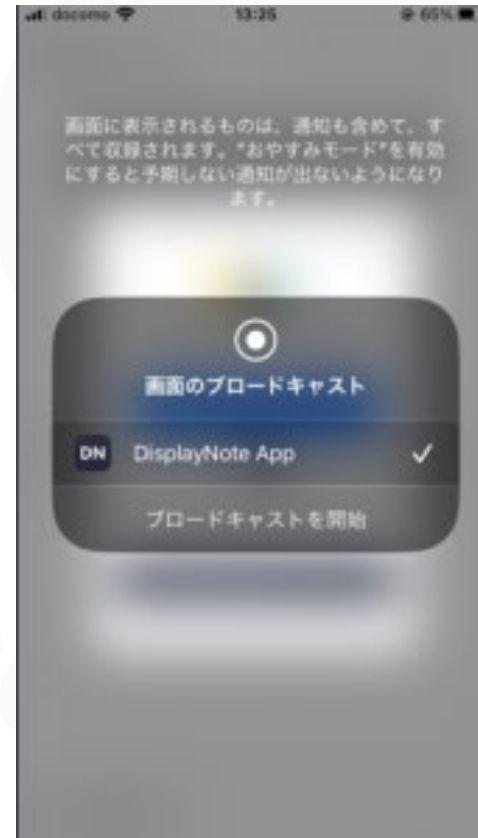 docomo 13:25 65%
画面に表示されるものは、通知も含めて、す
べて収録されます。“おやすみモード”を有効
にすると予期しない通知が出ないようになり
ます。
画面のブロードキャスト
DN DisplayNote App
ブロードキャストを開始